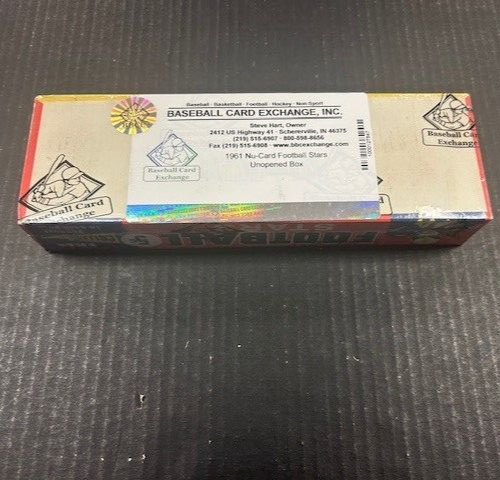 Baseball · Basketball · Football · Hockey · Non-Sport
BASEBALL CARD EXCHANGE, INC.
Steve Hart, Owner
2412 US Highway 41 · Schererville, IN 46375
(219) 515-6907 · 800-598-8656
Fax (219) 515-6908 · www.bbcexchange.com
1961 Nu-Card Football Stars
Unopened Box
Baseball Card
Exchange
Baseball Card
Exchange
Baseball Card
Exchange
FOOTBALL 5¢
STARS